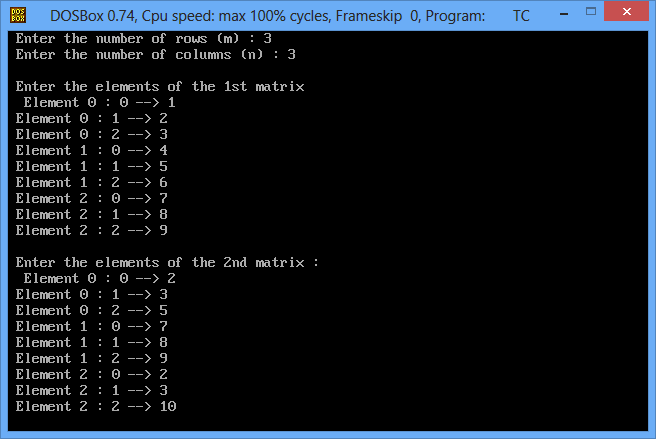 DOS
BOX
DOSBox 0.74, Cpu speed: max 100% cycles, Frameskip 0, Program: TC
Enter the number of rows (m) : 3
Enter the number of columns (n) : 3
Enter the elements of the 1st matrix
Element 0 : 0 --> 1
Element 0 : 1 --> 2
Element 0 : 2 --> 3
Element 1 : 0 --> 4
Element 1 : 1 --> 5
Element 1 : 2 --> 6
Element 2 : 0 --> 7
Element 2 : 1 --> 8
Element 2 : 2 --> 9
Enter the elements of the 2nd matrix :
Element 0 : 0 --> 2
Element 0 : 1 --> 3
Element 0 : 2 --> 5
Element 1 : 0 --> 7
Element 1 : 1 --> 8
Element 1 : 2 --> 9
Element 2 : 0 --> 2
Element 2 : 1 --> 3
Element 2 : 2 --> 10